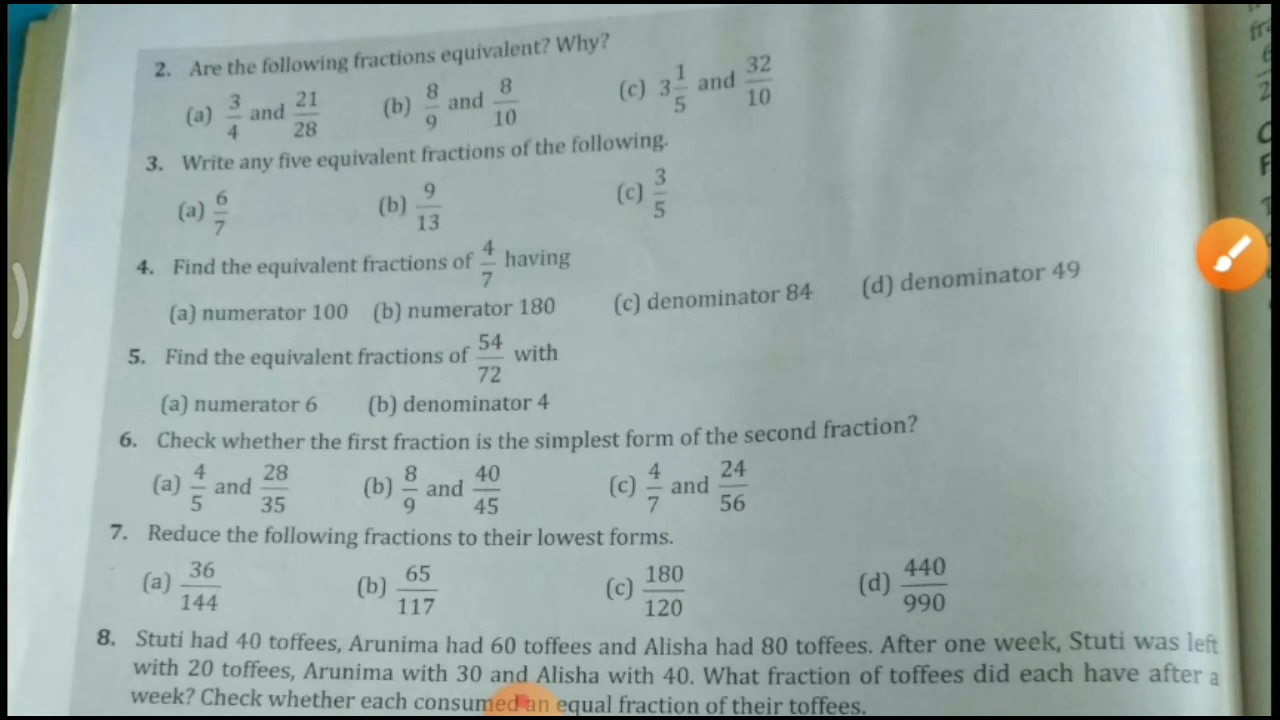 2. Are the following fractions equivalent? Why?
(a) 3/4 and 21/28 (b) 8/9 and 8/10 (c) 3 1/5 and 32/10
3. Write any five equivalent fractions of the following.
(a) 6/7 (b) 9/13 (c) 3/5
4. Find the equivalent fractions of 4/7 having
(a) numerator 100 (b) numerator 180 (c) denominator 84 (d) denominator 49
5. Find the equivalent fractions of 54/72 with
(a) numerator 6 (b) denominator 4
6. Check whether the first fraction is the simplest form of the second fraction?
(a) 4/5 and 28/35 (b) 8/9 and 40/45 (c) 4/7 and 24/56
7. Reduce the following fractions to their lowest forms.
(a) 36/144 (b) 65/117 (c) 180/120 (d) 440/990
8. Stuti had 40 toffees, Arunima had 60 toffees and Alisha had 80 toffees. After one week, Stuti was left
with 20 toffees, Arunima with 30 and Alisha with 40. What fraction of toffees did each have after a
week? Check whether each consumed an equal fraction of their toffees.